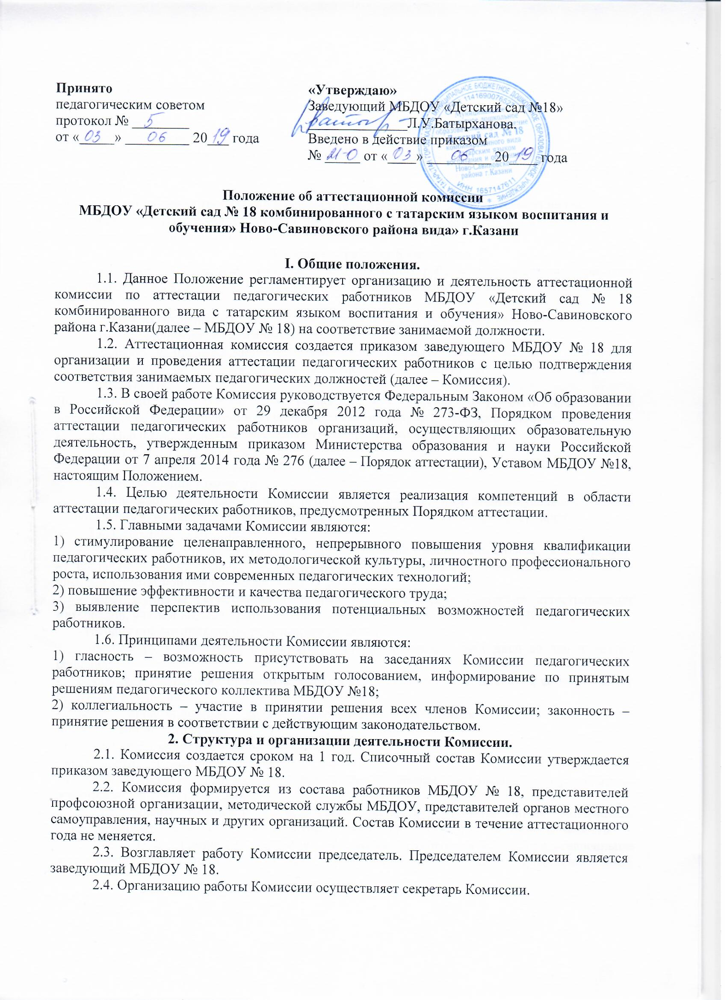 Принято
педагогическим советом
протокол № 5
от «03» 06 2019 года
«Утверждаю»
Заведующий МБДОУ «Детский сад №18»
Л.У.Батырханова.
Введено в действие приказом
№ от «03» 06 2019 года
МУНИЦИПАЛЬНОЕ БЮДЖЕТНОЕ ДОШКОЛЬНОЕ ОБРАЗОВАТЕЛЬНОЕ УЧРЕЖДЕНИЕ
Детский сад № 18
комбинированного вида
Ново-Савиновского
района г.Казани
ИНН 1657147611
Положение об аттестационной комиссии
МБДОУ «Детский сад № 18 комбинированного с татарским языком воспитания и
обучения» Ново-Савиновского района вида» г.Казани
I. Общие положения.
1.1. Данное Положение регламентирует организацию и деятельность аттестационной
комиссии по аттестации педагогических работников МБДОУ «Детский сад № 18
комбинированного вида с татарским языком воспитания и обучения» Ново-Савиновского
района г.Казани(далее – МБДОУ № 18) на соответствие занимаемой должности.
1.2. Аттестационная комиссия создается приказом заведующего МБДОУ № 18 для
организации и проведения аттестации педагогических работников с целью подтверждения
соответствия занимаемых педагогических должностей (далее – Комиссия).
1.3. В своей работе Комиссия руководствуется Федеральным Законом «Об образовании
в Российской Федерации» от 29 декабря 2012 года № 273-ФЗ, Порядком проведения
аттестации педагогических работников организаций, осуществляющих образовательную
деятельность, утвержденным приказом Министерства образования и науки Российской
Федерации от 7 апреля 2014 года № 276 (далее – Порядок аттестации), Уставом МБДОУ №18,
настоящим Положением.
1.4. Целью деятельности Комиссии является реализация компетенций в области
аттестации педагогических работников, предусмотренных Порядком аттестации.
1.5. Главными задачами Комиссии являются:
1) стимулирование целенаправленного, непрерывного повышения уровня квалификации
педагогических работников, их методологической культуры, личностного профессионального
роста, использования ими современных педагогических технологий;
2) повышение эффективности и качества педагогического труда;
3) выявление перспектив использования потенциальных возможностей педагогических
работников.
1.6. Принципами деятельности Комиссии являются:
1) гласность – возможность присутствовать на заседаниях Комиссии педагогических
работников; принятие решения открытым голосованием, информирование по принятым
решениям педагогического коллектива МБДОУ №18;
2) коллегиальность – участие в принятии решения всех членов Комиссии; законность –
принятие решения в соответствии с действующим законодательством.
2. Структура и организации деятельности Комиссии.
2.1. Комиссия создается сроком на 1 год. Списочный состав Комиссии утверждается
приказом заведующего МБДОУ № 18.
2.2. Комиссия формируется из состава работников МБДОУ № 18, представителей
профсоюзной организации, методической службы МБДОУ, представителей органов местного
самоуправления, научных и других организаций. Состав Комиссии в течение аттестационного
года не меняется.
2.3. Возглавляет работу Комиссии председатель. Председателем Комиссии является
заведующий МБДОУ № 18.
2.4. Организацию работы Комиссии осуществляет секретарь Комиссии.